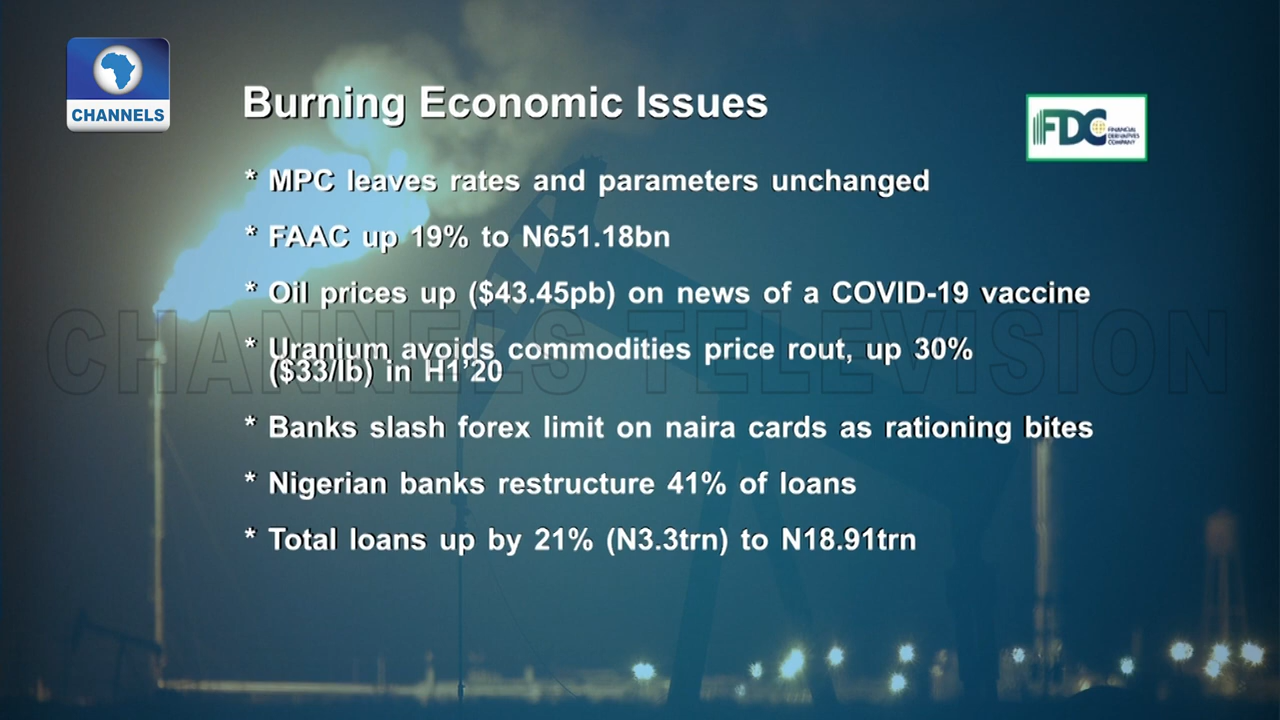 CHANNELS
Burning Economic Issues
FDC FINANCIAL
DERIVATIVES
COMPANY
* MPC leaves rates and parameters unchanged
* FAAC up 19% to N651.18bn
* Oil prices up ($43.45pb) on news of a COVID-19 vaccine
CHANNELS TELEVISION
* Uranium avoids commodities price rout, up 30%
($33/lb) in H1'20
* Banks slash forex limit on naira cards as rationing bites
* Nigerian banks restructure 41% of loans
* Total loans up by 21% (N3.3trn) to N18.91trn